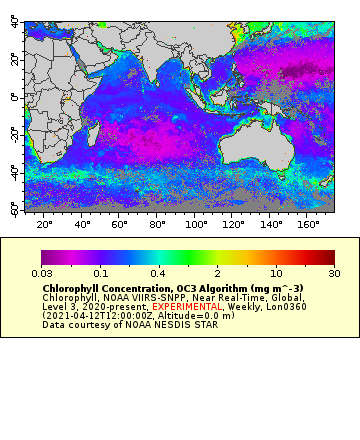 40°
20°
0°
-20°
-40°
-60°
20° 60° 100° 140° 160°
40° 80° 120°
0.03 0.1 0.4 2 10 30
Chlorophyll Concentration, OC3 Algorithm (mg m^-3)
Chlorophyll, NOAA VIIRS-SNPP, Near Real-Time, Global,
Level 3, 2020-present, EXPERIMENTAL, Weekly, Lon0360
(2021-04-12T12:00:00Z, Altitude=0.0 m)
Data courtesy of NOAA NESDIS STAR